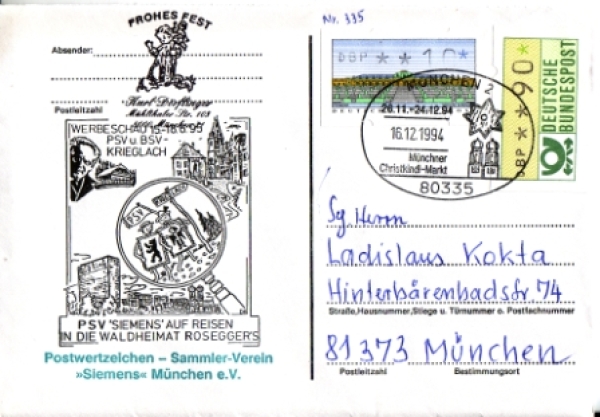 Nr. 335
FROHES FEST
Absender:
Postleitzahl
WERBESCHAU 15-18.6.95
PSV u. BSV-
KRIEGLACH
PSV
PSV 'SIEMENS' AUF REISEN
IN DIE WALDHEIMAT ROSEGGER'S
Postwertzeichen – Sammler-Verein
»Siemens« München e.V.
DBP * * 10 *
DBP * * 90 *
DEUTSCHE
BUNDESPOST
MÜNCHEN 2
26.11.-24.12.94
16.12.1994
Münchner
Christkindl-Markt
80335
Sg. Herrn
Ladislaus Kokta
Hinterbärenbadstr 74
Straße,Hausnummer,Stiege u. Türnummer o. Postfachnummer
81373 München
Postleitzahl Bestimmungsort